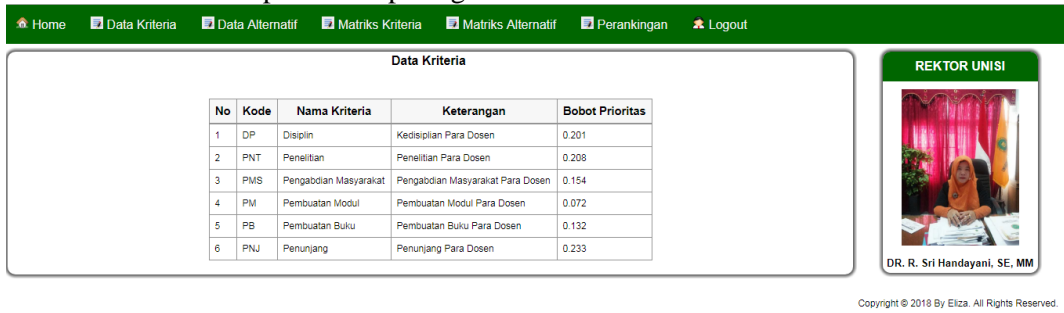 Home Data Kriteria Data Alternatif Matriks Kriteria Matriks Alternatif Perankingan Logout
Data Kriteria
No Kode Nama Kriteria Keterangan Bobot Prioritas
1 DP Disiplin Kedisiplian Para Dosen 0.201
2 PNT Penelitian Penelitian Para Dosen 0.208
3 PMS Pengabdian Masyarakat Pengabdian Masyarakat Para Dosen 0.154
4 PM Pembuatan Modul Pembuatan Modul Para Dosen 0.072
5 PB Pembuatan Buku Pembuatan Buku Para Dosen 0.132
6 PNJ Penunjang Penunjang Para Dosen 0.233
REKTOR UNISI
DR. R. Sri Handayani, SE, MM
Copyright © 2018 By Eliza. All Rights Reserved.